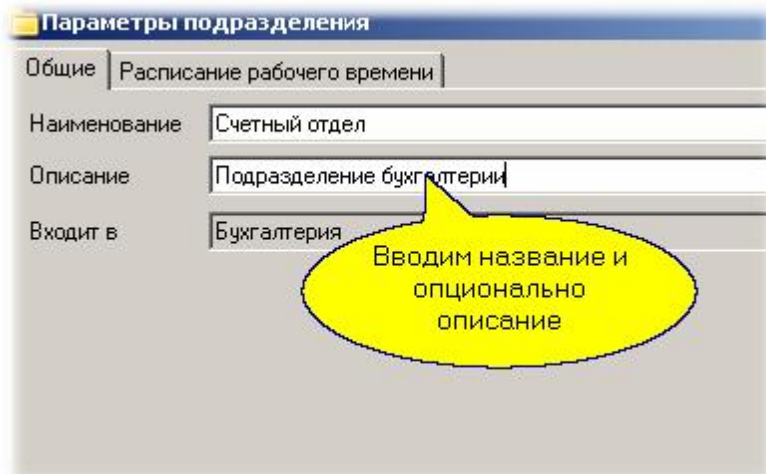 Параметры подразделения
Общие Расписание рабочего времени
Наименование Счетный отдел
Описание Подразделение бухгалтерии
Входит в Бухгалтерия
Вводим название и
опционально
описание